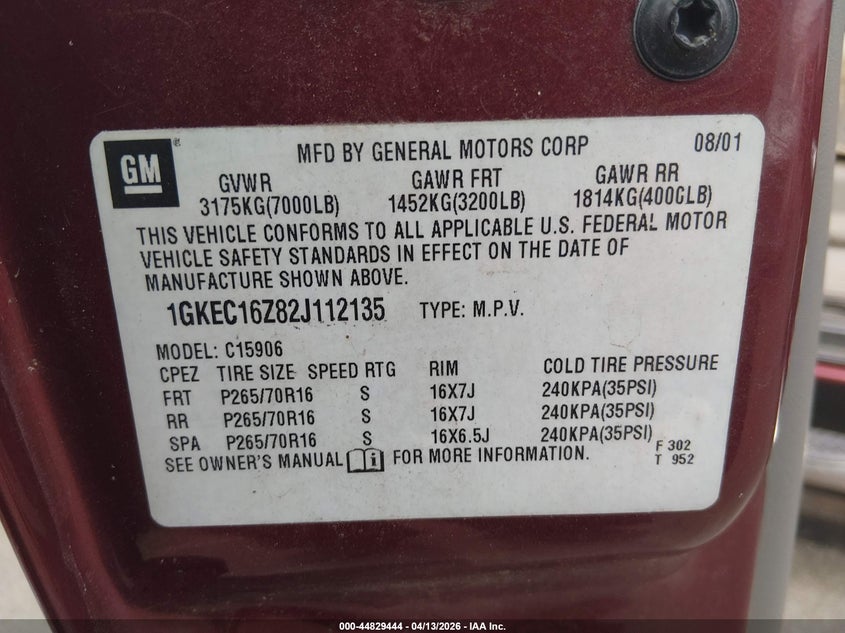 GM
MFD BY GENERAL MOTORS CORP 08/01
GVWR GAWR FRT GAWR RR
3175KG(7000LB) 1452KG(3200LB) 1814KG(4000LB)
THIS VEHICLE CONFORMS TO ALL APPLICABLE U.S. FEDERAL MOTOR
VEHICLE SAFETY STANDARDS IN EFFECT ON THE DATE OF
MANUFACTURE SHOWN ABOVE.
1GKEC16Z82J112135 TYPE: M.P.V.
MODEL: C15906
CPEZ TIRE SIZE SPEED RTG RIM COLD TIRE PRESSURE
FRT P265/70R16 S 16X7J 240KPA(35PSI)
RR P265/70R16 S 16X7J 240KPA(35PSI)
SPA P265/70R16 S 16X6.5J 240KPA(35PSI)
SEE OWNER'S MANUAL FOR MORE INFORMATION.
F 302
T 952
000-44829444 - 04/13/2026 - IAA Inc.